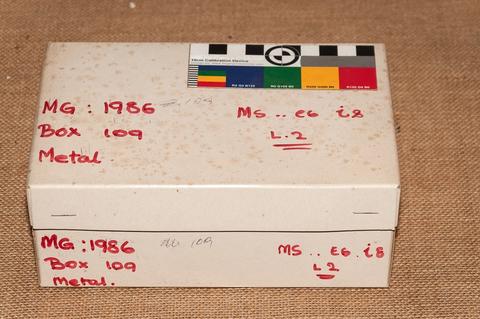 MG : 1986
Box 109
Metal
MS .. E6 i8
L.2
MG:1986
Box 109
Metal.
MS .. E6 . i8
L2